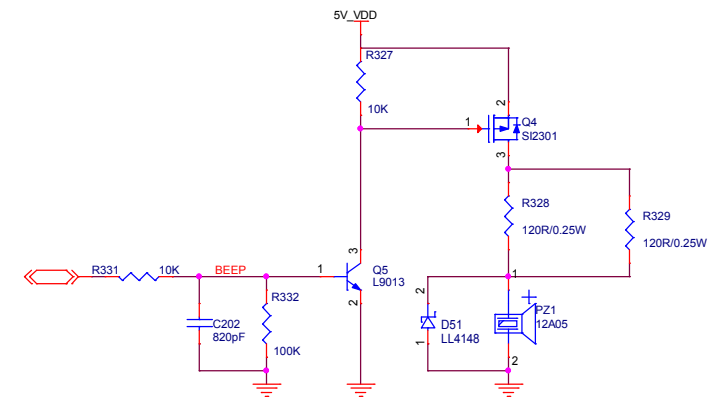 5V_VDD
R327
10K
2
1
Q4
SI2301
3
R328
120R/0.25W
R329
120R/0.25W
R331
10K
BEEP
1
3
Q5
L9013
2
R332
100K
C202
820pF
2
D51
LL4148
1
1
PZ1
12A05
2